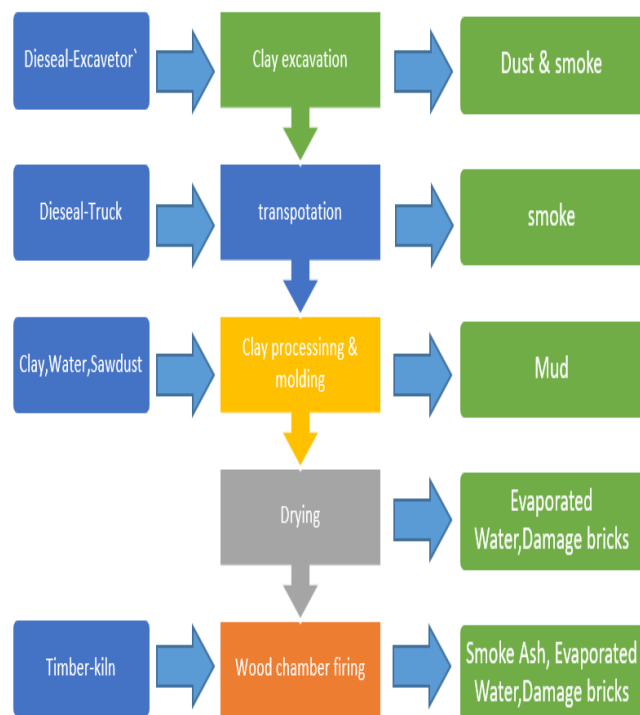 Dieseal-Excavetor`
Clay excavation
Dust & smoke
Dieseal-Truck
transpotation
smoke
Clay,Water,Sawdust
Clay processinng &
molding
Mud
Drying
Evaporated
Water,Damage bricks
Timber-kiln
Wood chamber firing
Smoke Ash, Evaporated
Water,Damage bricks